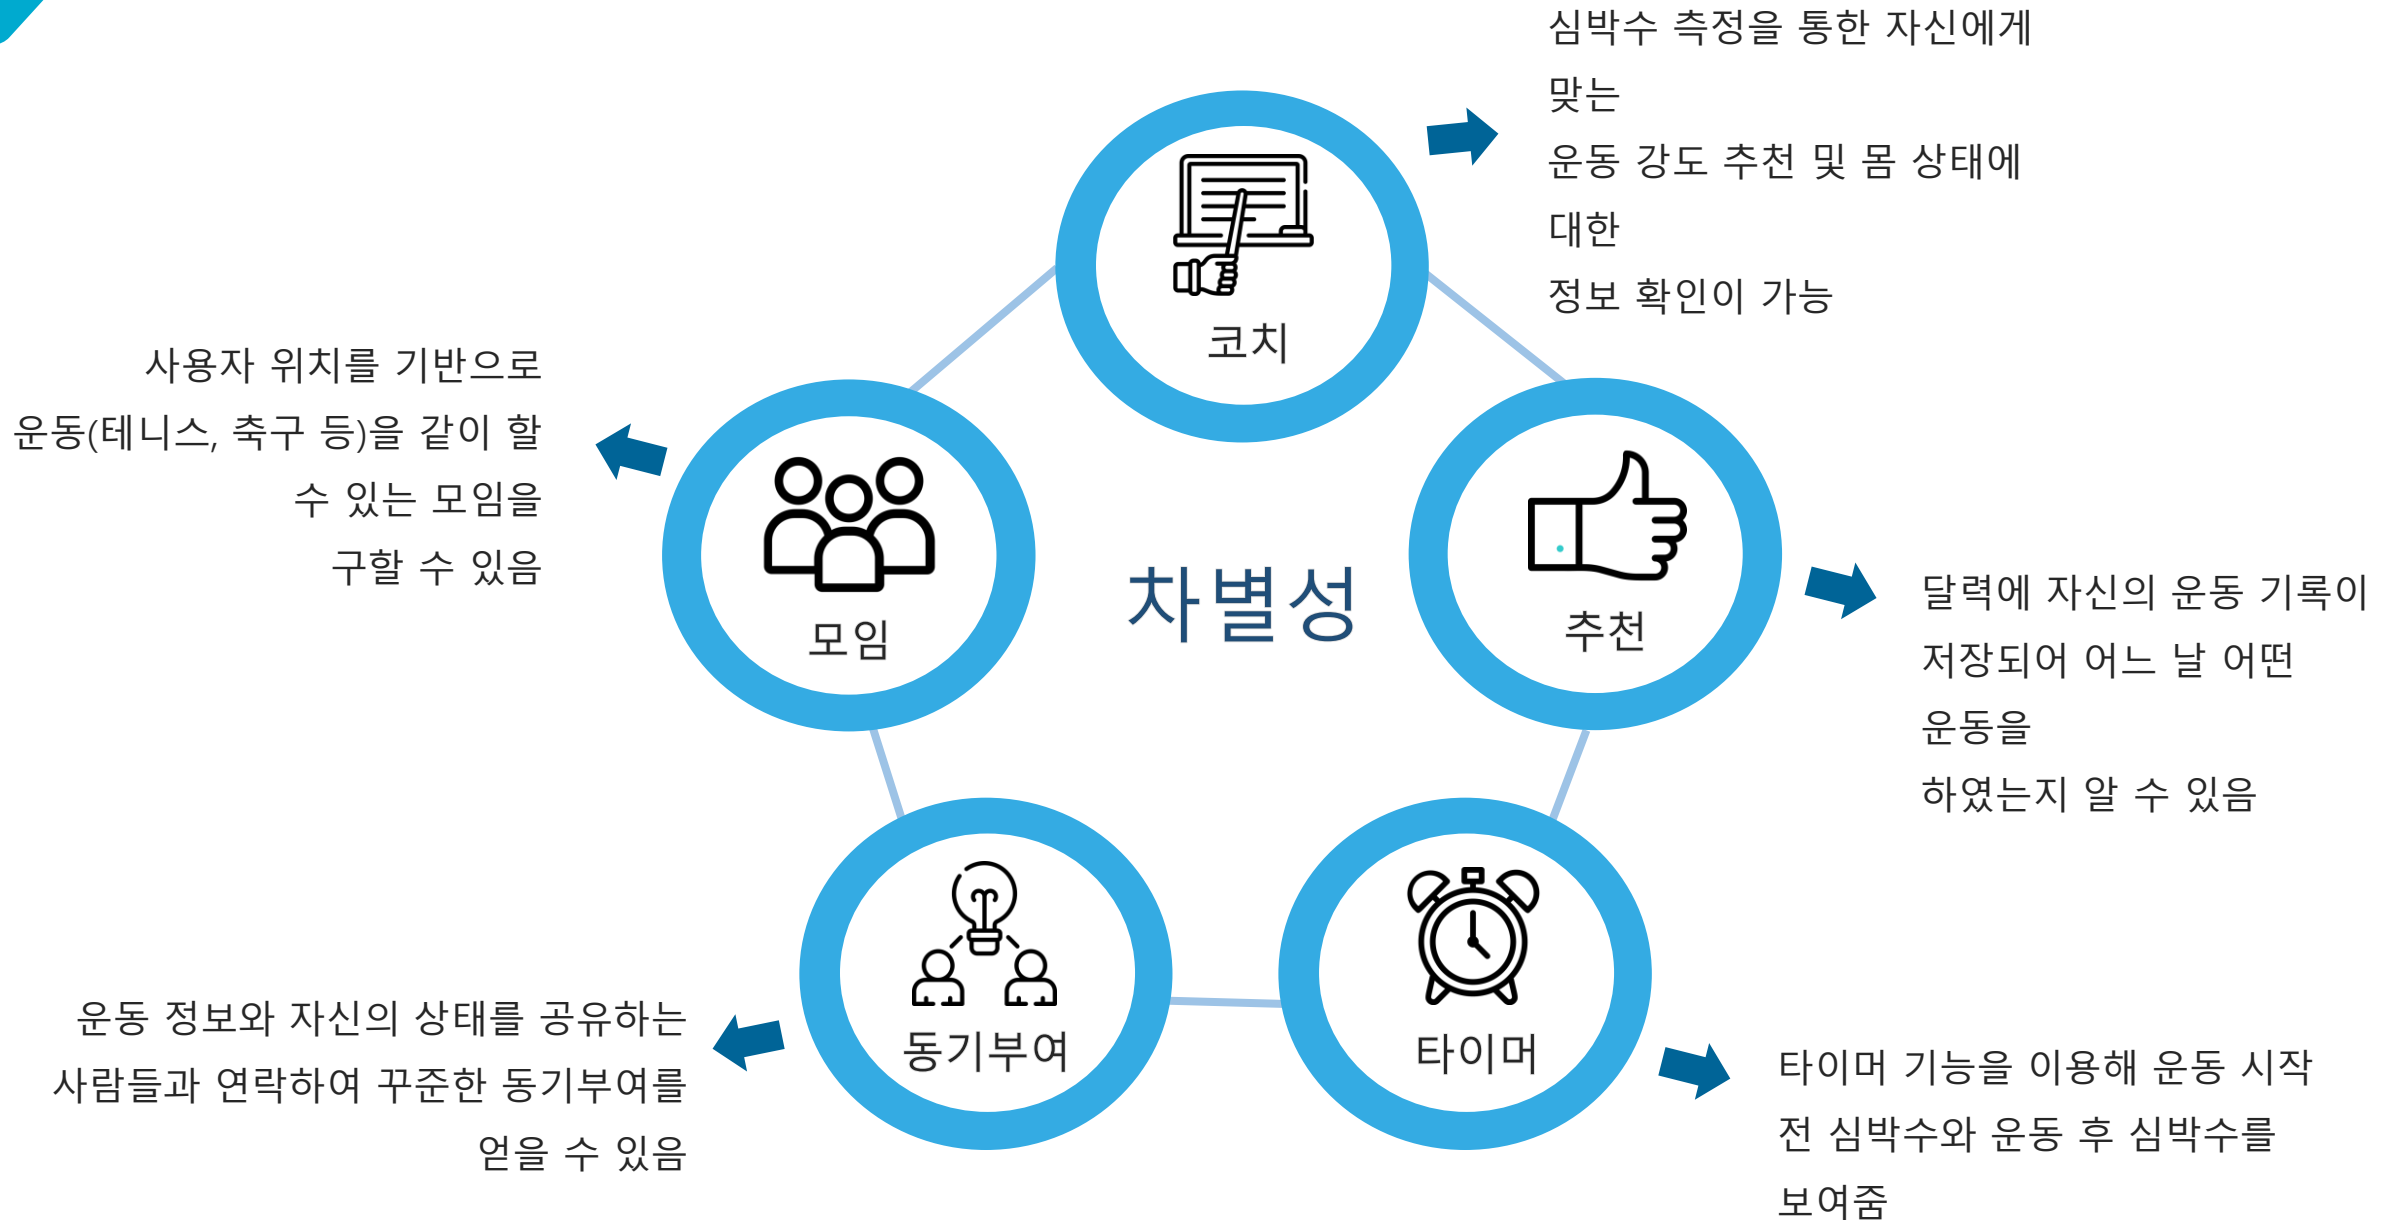 심박수 측정을 통한 자신에게
맞는
운동 강도 추천 및 몸 상태에
대한
정보 확인이 가능
코치
사용자 위치를 기반으로
운동(테니스, 축구 등)을 같이 할
수 있는 모임을
구할 수 있음
모임
차별성
추천
달력에 자신의 운동 기록이
저장되어 어느 날 어떤
운동을
하였는지 알 수 있음
운동 정보와 자신의 상태를 공유하는
사람들과 연락하여 꾸준한 동기부여를
얻을 수 있음
동기부여
타이머
타이머 기능을 이용해 운동 시작
전 심박수와 운동 후 심박수를
보여줌